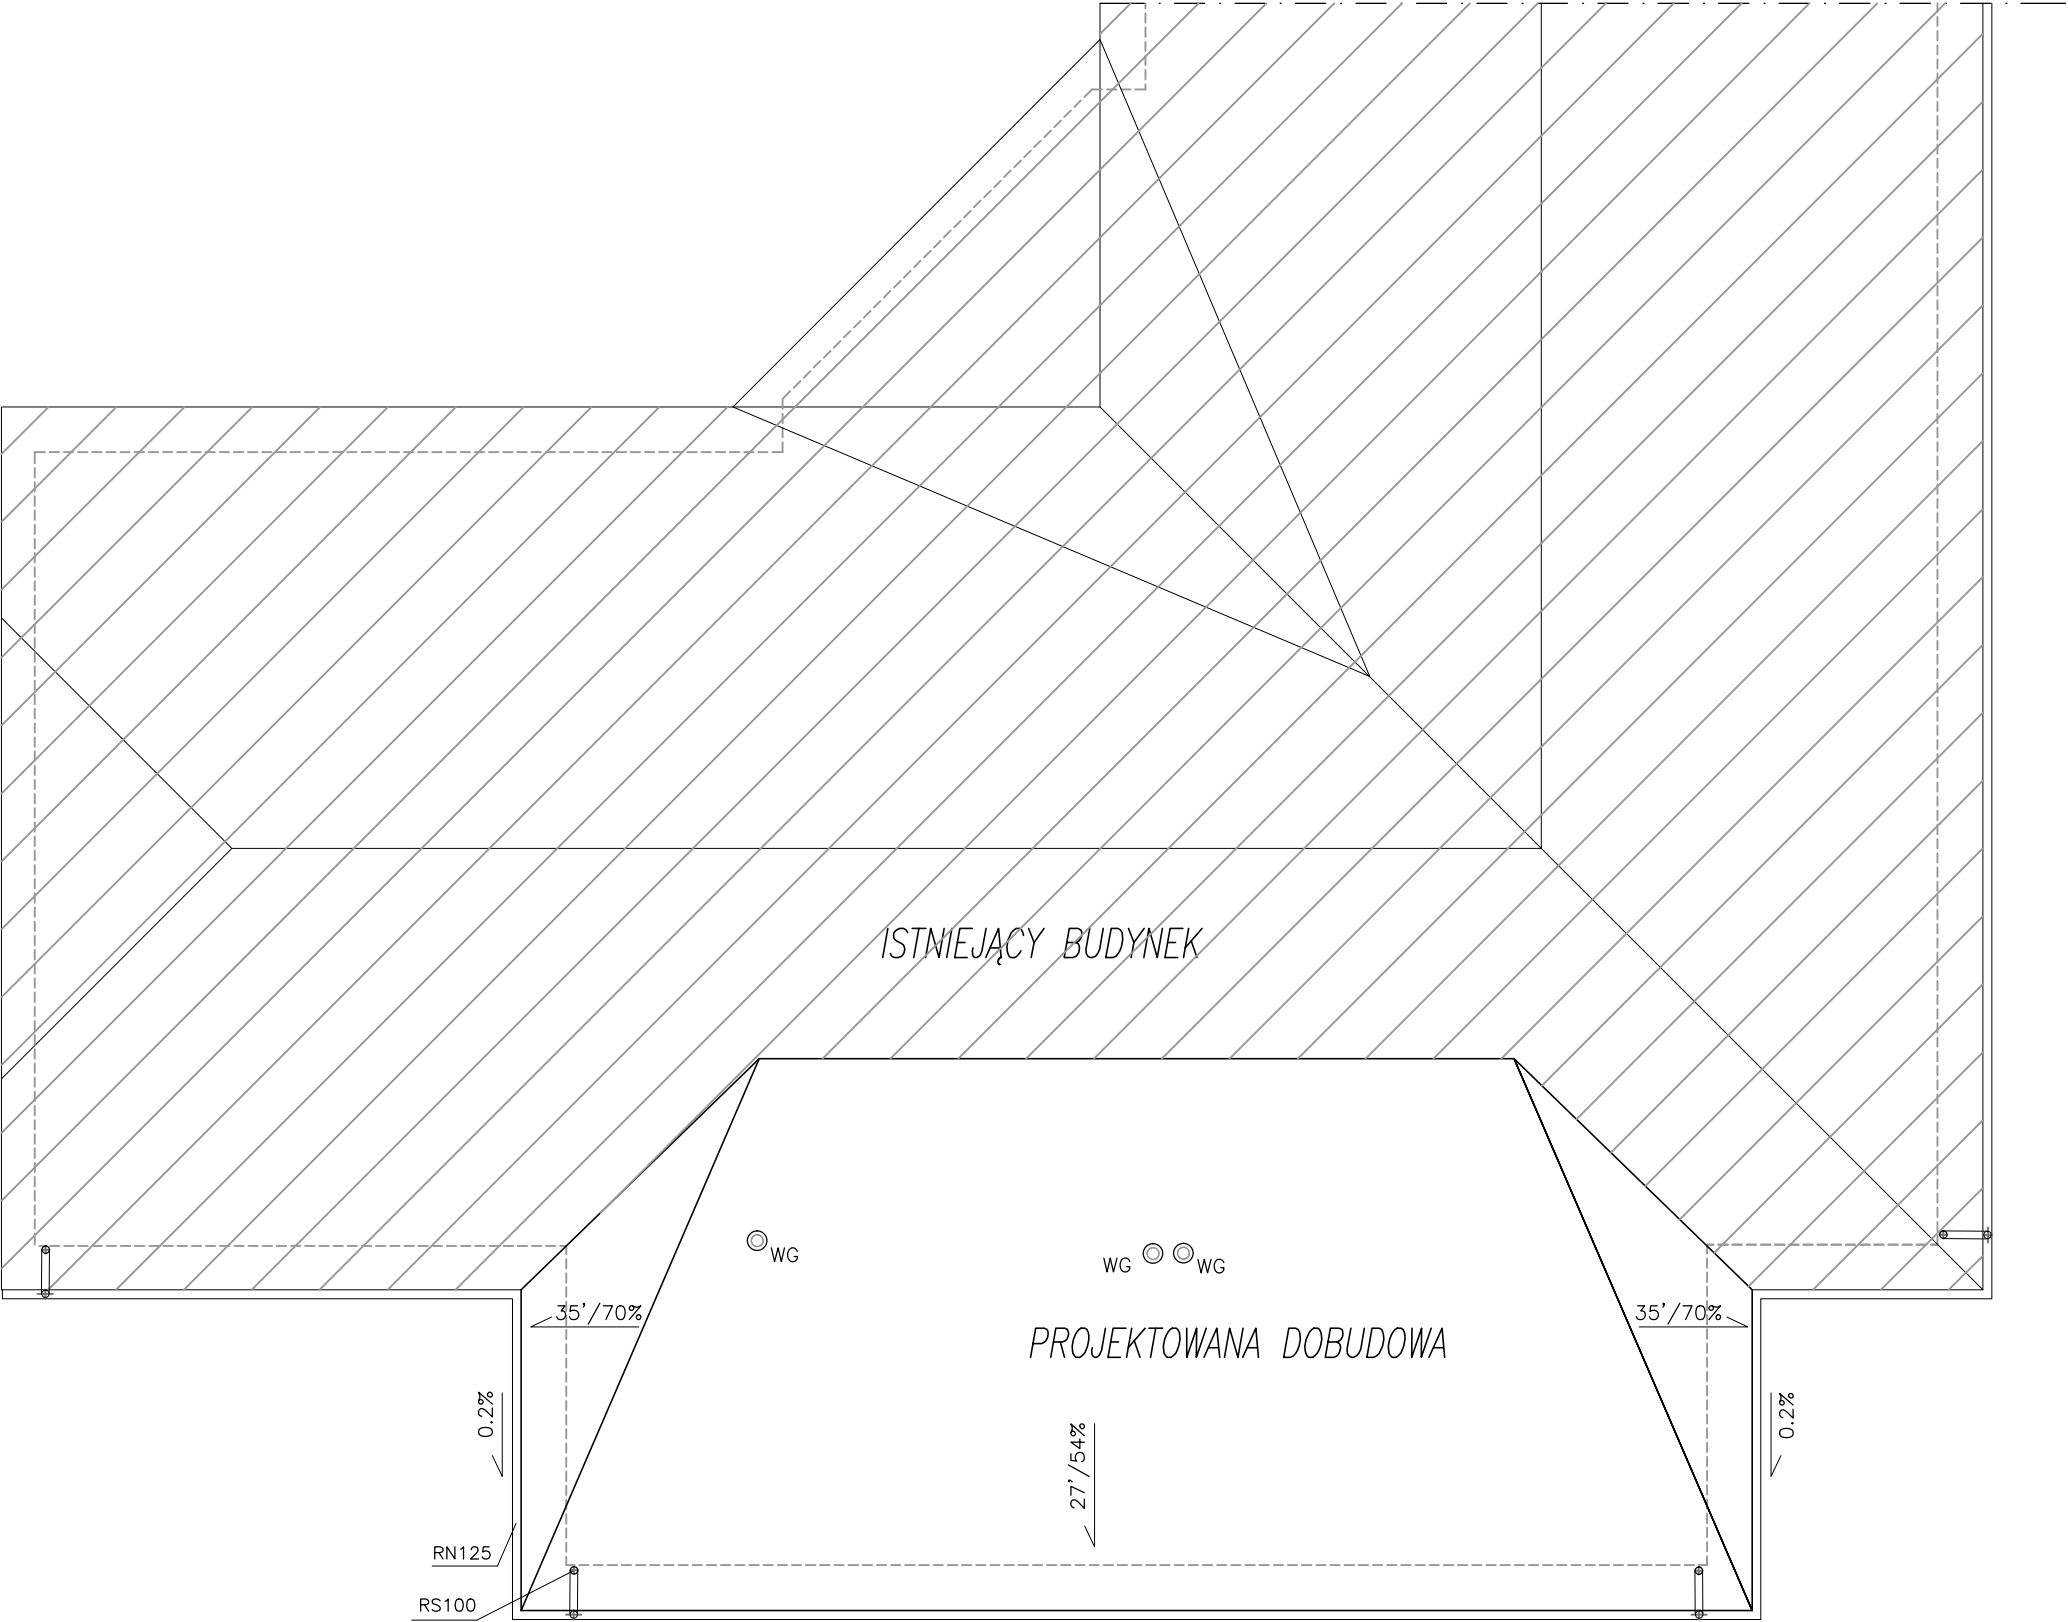 ISTNIEJĄCY BUDYNEK
WG
WG
WG
35'/70%
35'/70%
PROJEKTOWANA DOBUDOWA
0.2%
0.2%
27'/54%
RN125
RS100